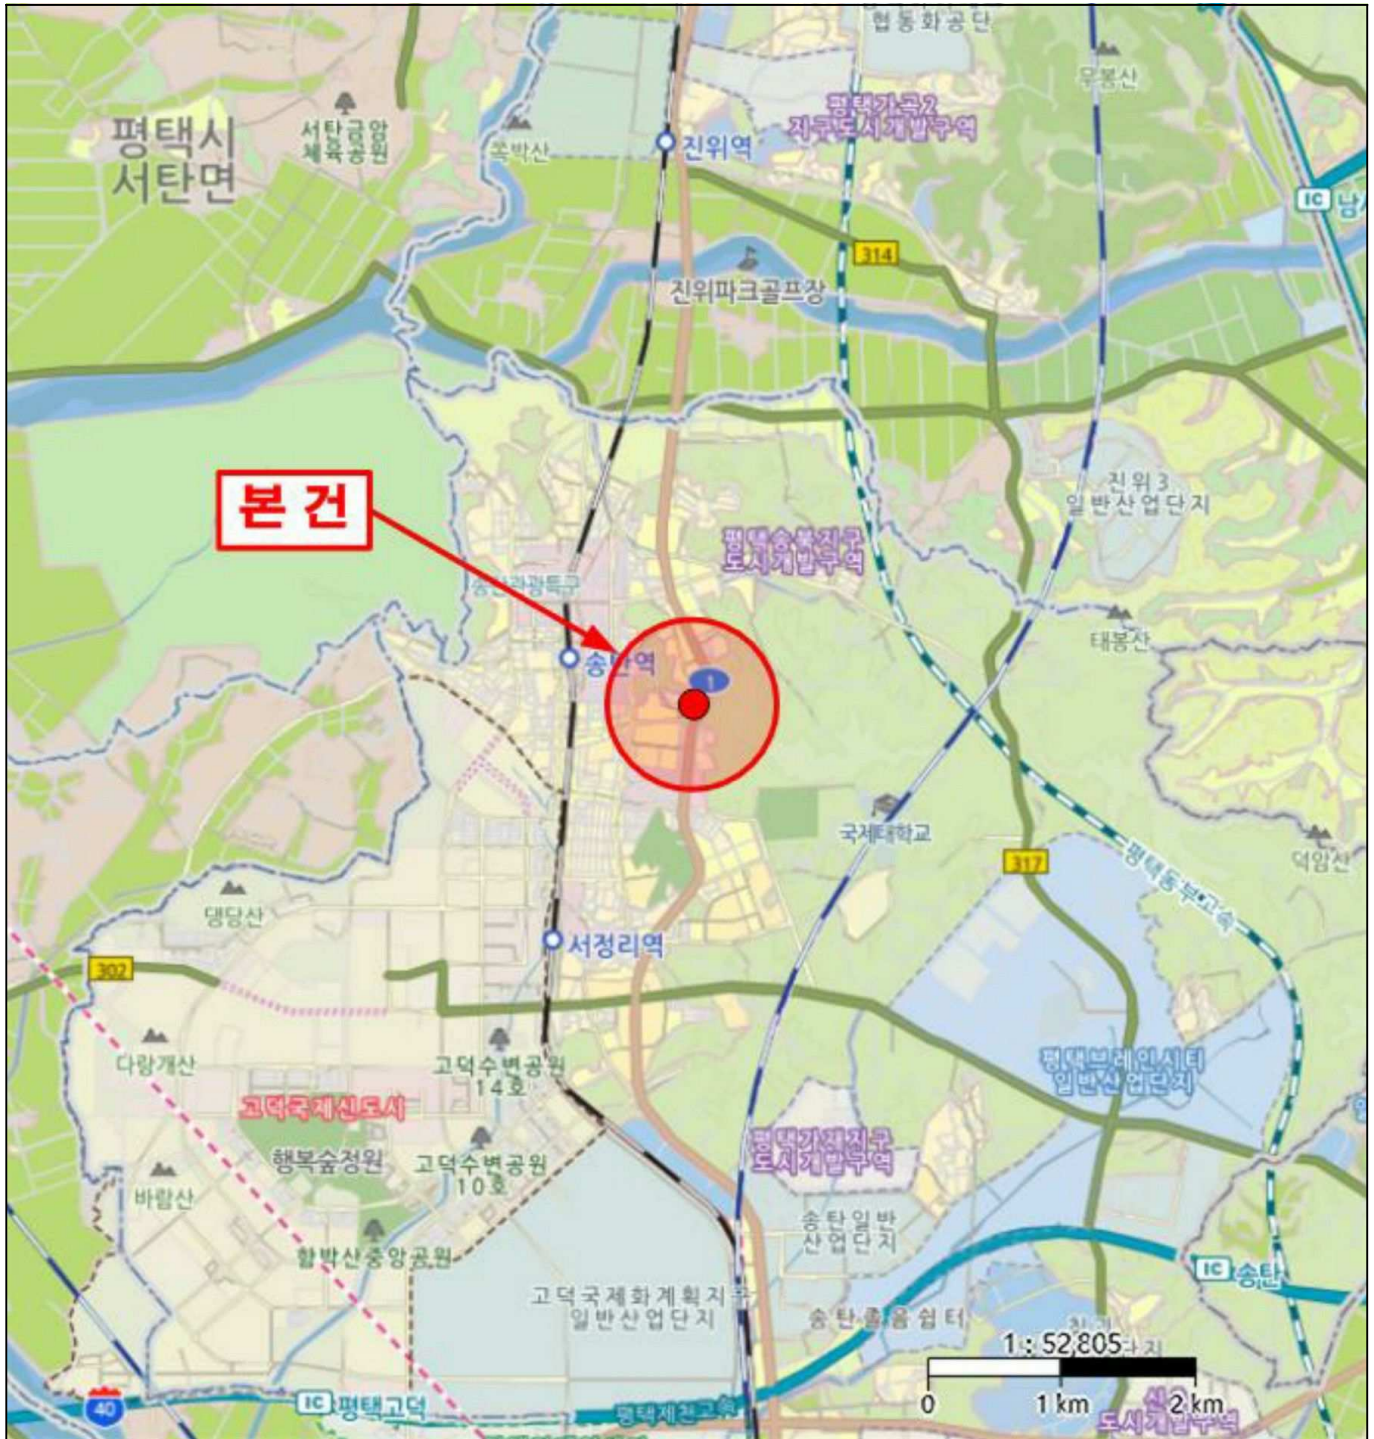 협동화공단
무봉산
평택가곡2
지구도시개발구역
평택시
서탄면
서탄금암
체육공원
쪽박산
진위역
IC
314
진위파크골프장
진위3
일반산업단지
본 건
평택송북지구
도시개발구역
송탄관광특구
태봉산
송탄역
1
국제대학교
317
덕암산
평택동부고속
댕당산
서정리역
302
다랑개산
고덕수변공원
14호
평택브레인시티
일반산업단지
고덕국제신도시
행복숲정원
고덕수변공원
10호
평택가재지구
도시개발구역
바람산
송탄일반
산업단지
함박산중앙공원
IC 송탄
고덕국제화계획지구
일반산업단지
송탄졸음쉼터
1 : 52,805
40
IC 평택고덕
평택제천고속
0 1 km 2 km
도시개발구역